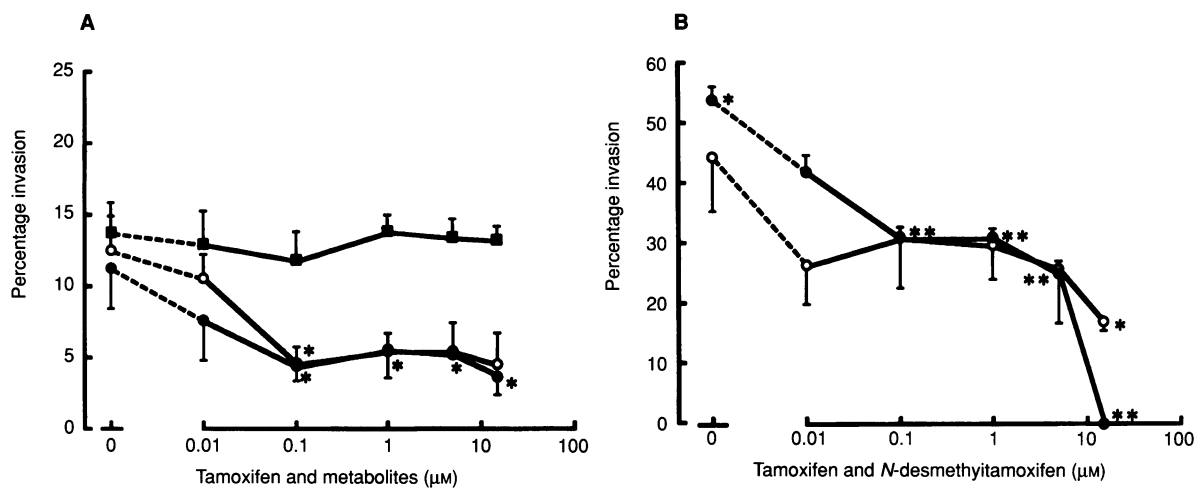 A
25
20
15
10
5
0
Percentage invasion
* * * * *
0 0.01 0.1 1 10 100
Tamoxifen and metabolites (μM)
B
60
50
40
30
20
10
0
Percentage invasion
*
** **
**
*
**
0 0.01 0.1 1 10 100
Tamoxifen and N-desmethyitamoxifen (μM)